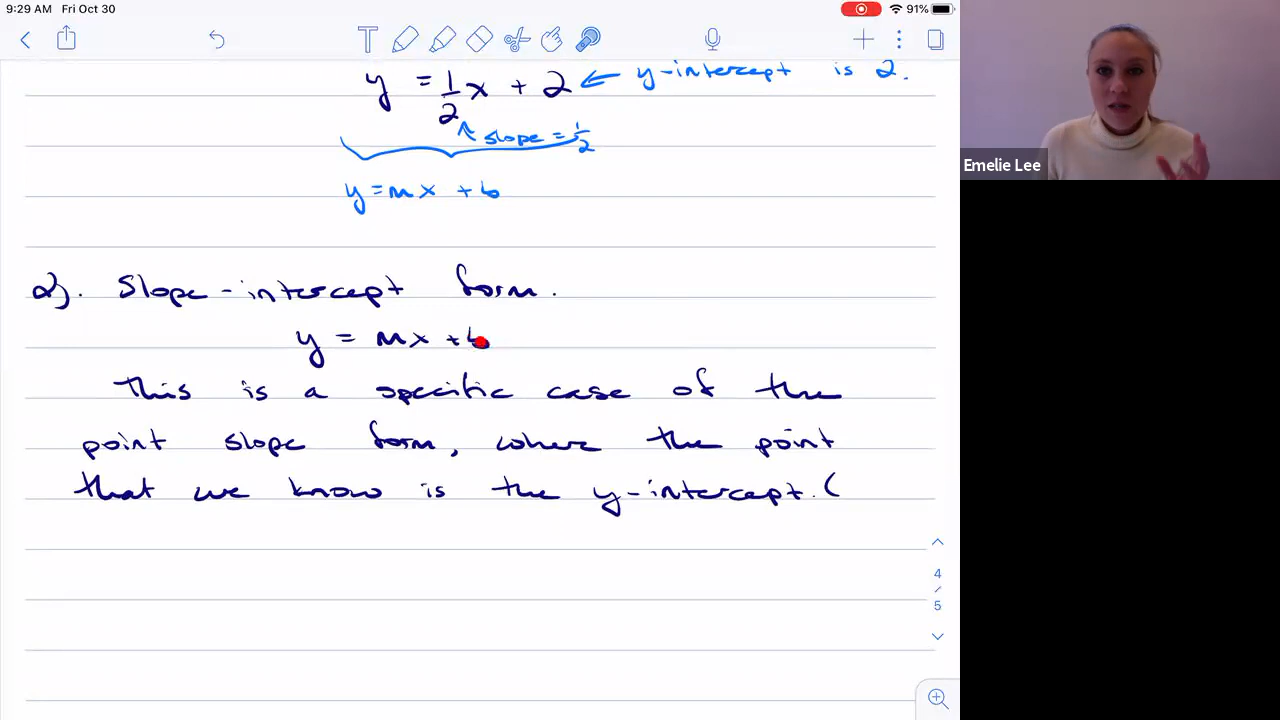 9:29 AM Fri Oct 30
91%
T
y = 1/2 x + 2 ← y-intercept is 2.
slope = 1/2
y = mx + b
Emelie Lee
2). Slope-intercept form.
y = mx + b
This is a specific case of the
point slope form, where the point
that we know is the y-intercept. (
4
/
5